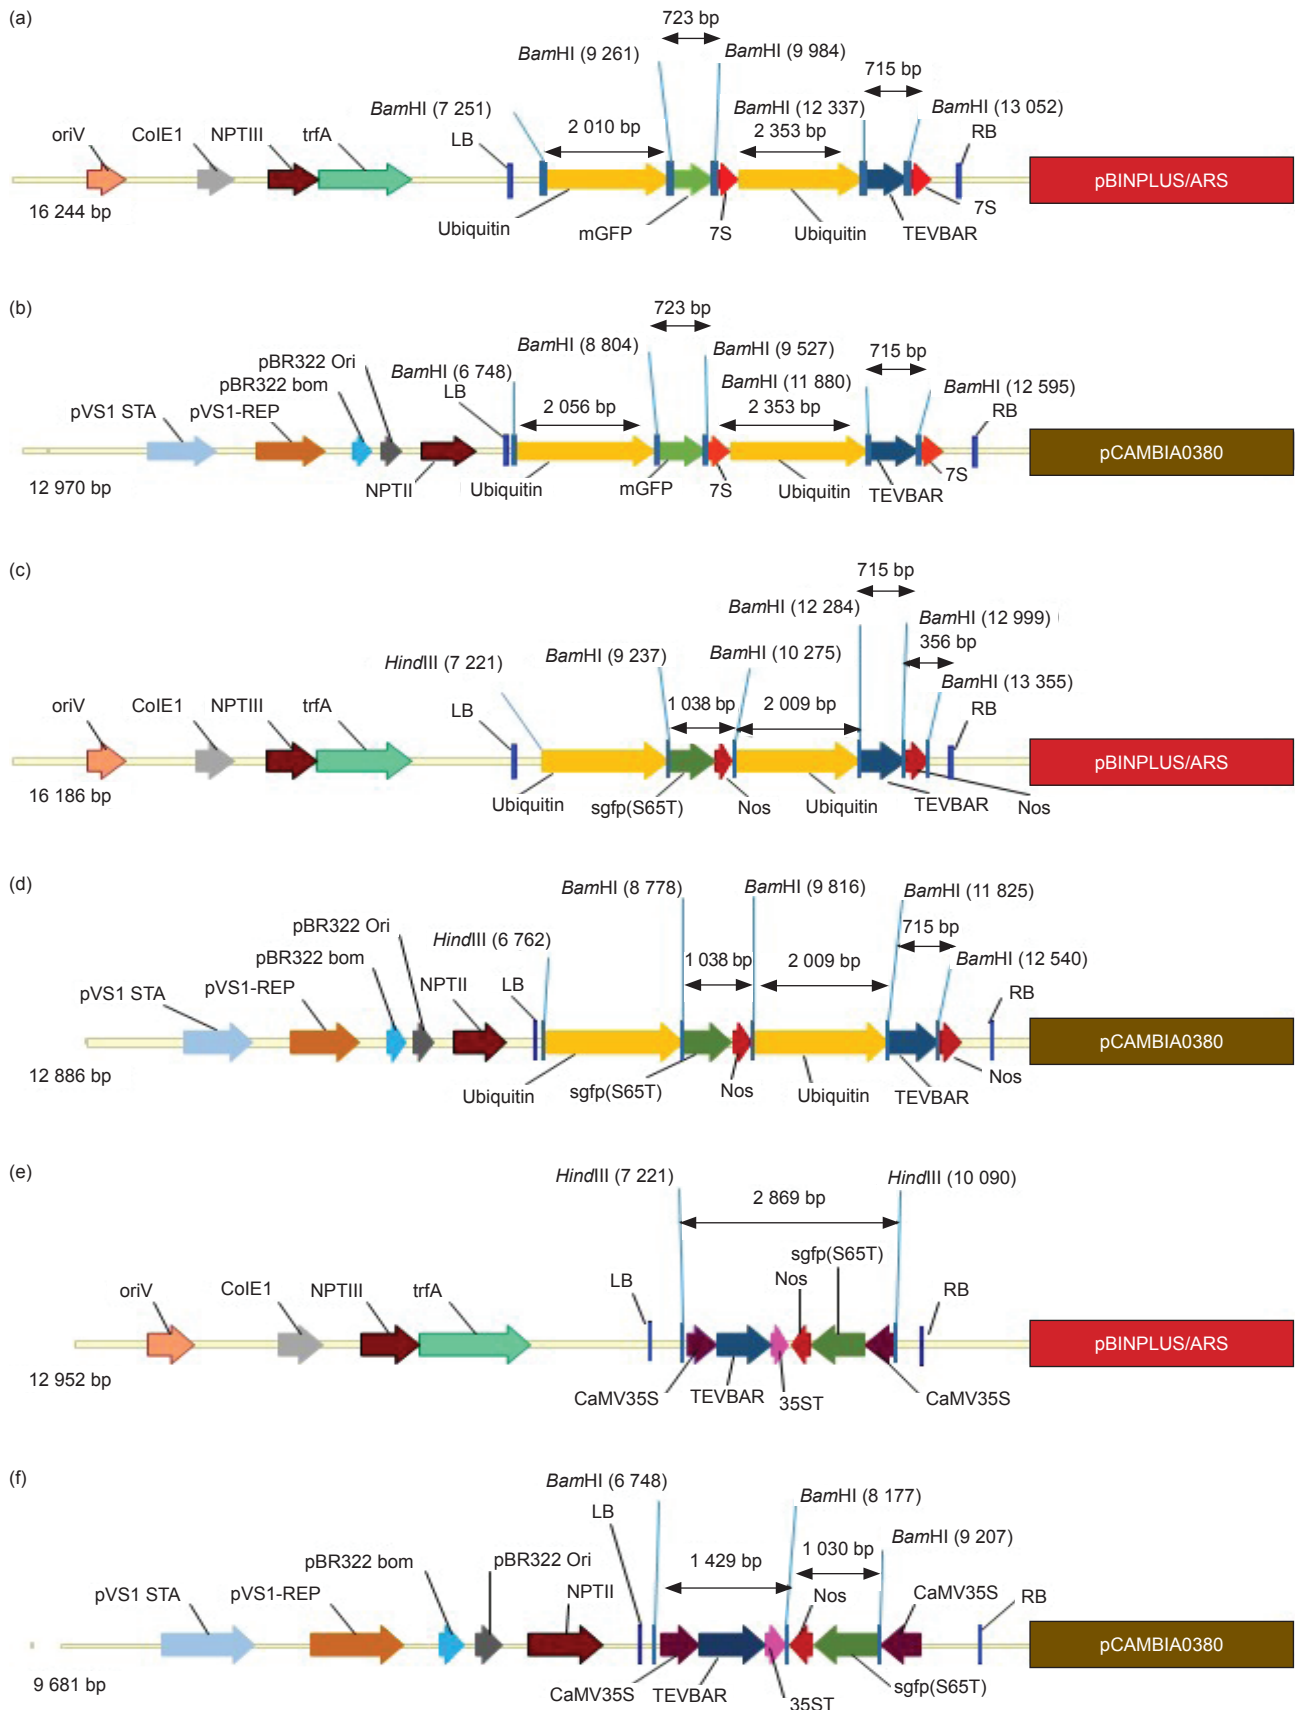 (a)
723 bp
BamHI (9 261)
BamHI (9 984)
715 bp
BamHI (7 251)
BamHI (12 337)
BamHI (13 052)
oriV
ColE1
NPTIII
trfA
LB
2 010 bp
2 353 bp
RB
pBINPLUS/ARS
16 244 bp
Ubiquitin
mGFP
7S
Ubiquitin
TEVBAR
7S
(b)
723 bp
BamHI (8 804)
BamHI (9 527)
715 bp
pBR322 Ori
pBR322 bom
BamHI (6 748)
BamHI (11 880)
BamHI (12 595)
pVS1 STA
pVS1-REP
LB
2 056 bp
2 353 bp
RB
pCAMBIA0380
12 970 bp
NPTII
Ubiquitin
mGFP
7S
Ubiquitin
TEVBAR
7S
(c)
715 bp
BamHI (12 284)
BamHI (12 999)
356 bp
HindIII (7 221)
BamHI (9 237)
BamHI (10 275)
BamHI (13 355)
oriV
ColE1
NPTIII
trfA
LB
1 038 bp
2 009 bp
RB
pBINPLUS/ARS
16 186 bp
Ubiquitin
sgfp(S65T)
Nos
Ubiquitin
TEVBAR
Nos
(d)
BamHI (8 778)
BamHI (9 816)
BamHI (11 825)
pBR322 Ori
HindIII (6 762)
715 bp
pBR322 bom
1 038 bp
2 009 bp
BamHI (12 540)
pVS1 STA
pVS1-REP
NPTII
LB
RB
pCAMBIA0380
12 886 bp
Ubiquitin
sgfp(S65T)
Nos
Ubiquitin
TEVBAR
Nos
(e)
HindIII (7 221)
HindIII (10 090)
2 869 bp
sgfp(S65T)
oriV
ColE1
NPTIII
trfA
LB
Nos
RB
pBINPLUS/ARS
12 952 bp
CaMV35S
TEVBAR
35ST
CaMV35S
(f)
BamHI (6 748)
BamHI (8 177)
LB
BamHI (9 207)
pBR322 bom
pBR322 Ori
1 429 bp
1 030 bp
pVS1 STA
pVS1-REP
NPTII
Nos
CaMV35S
RB
pCAMBIA0380
9 681 bp
CaMV35S
TEVBAR
35ST
sgfp(S65T)